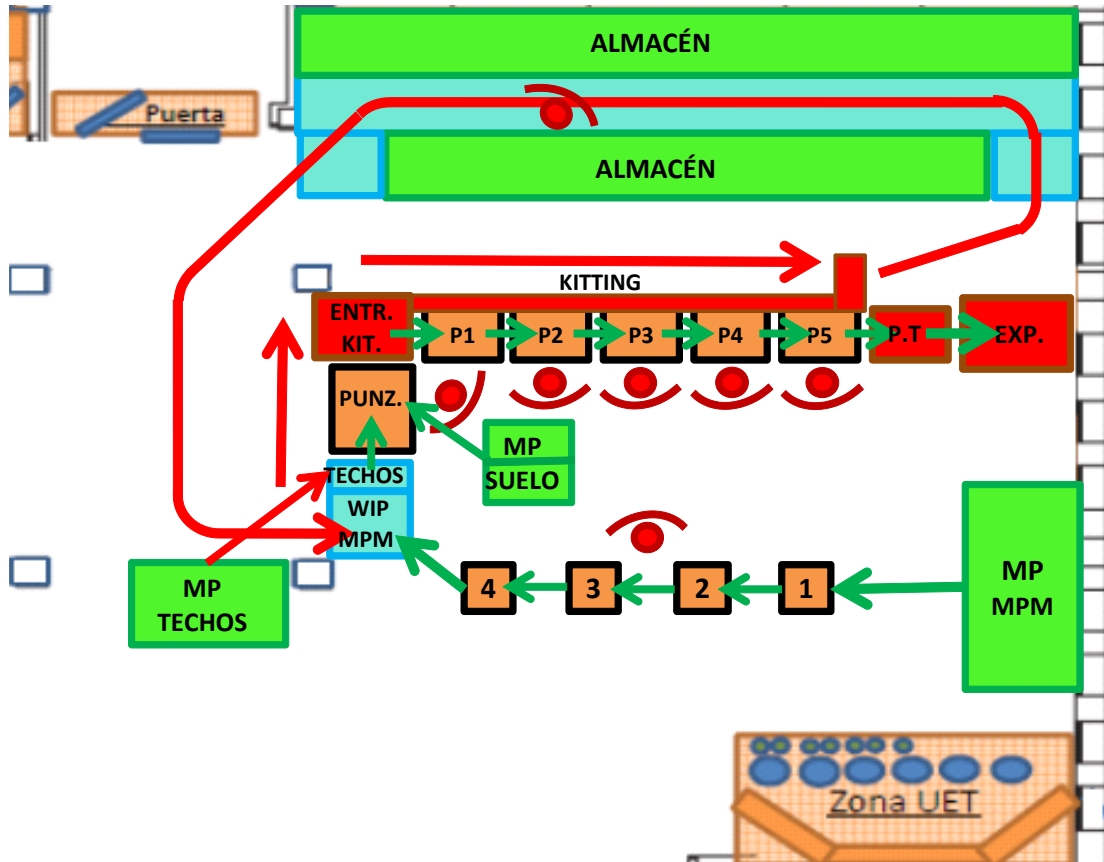 ALMACÉN
Puerta
ALMACÉN
KITTING
ENTR.
KIT.
P1
P2
P3
P4
P5
P.T
EXP.
PUNZ.
MP
SUELO
TECHOS
WIP
MPM
MP
TECHOS
4
3
2
1
MP
MPM
Zona UET